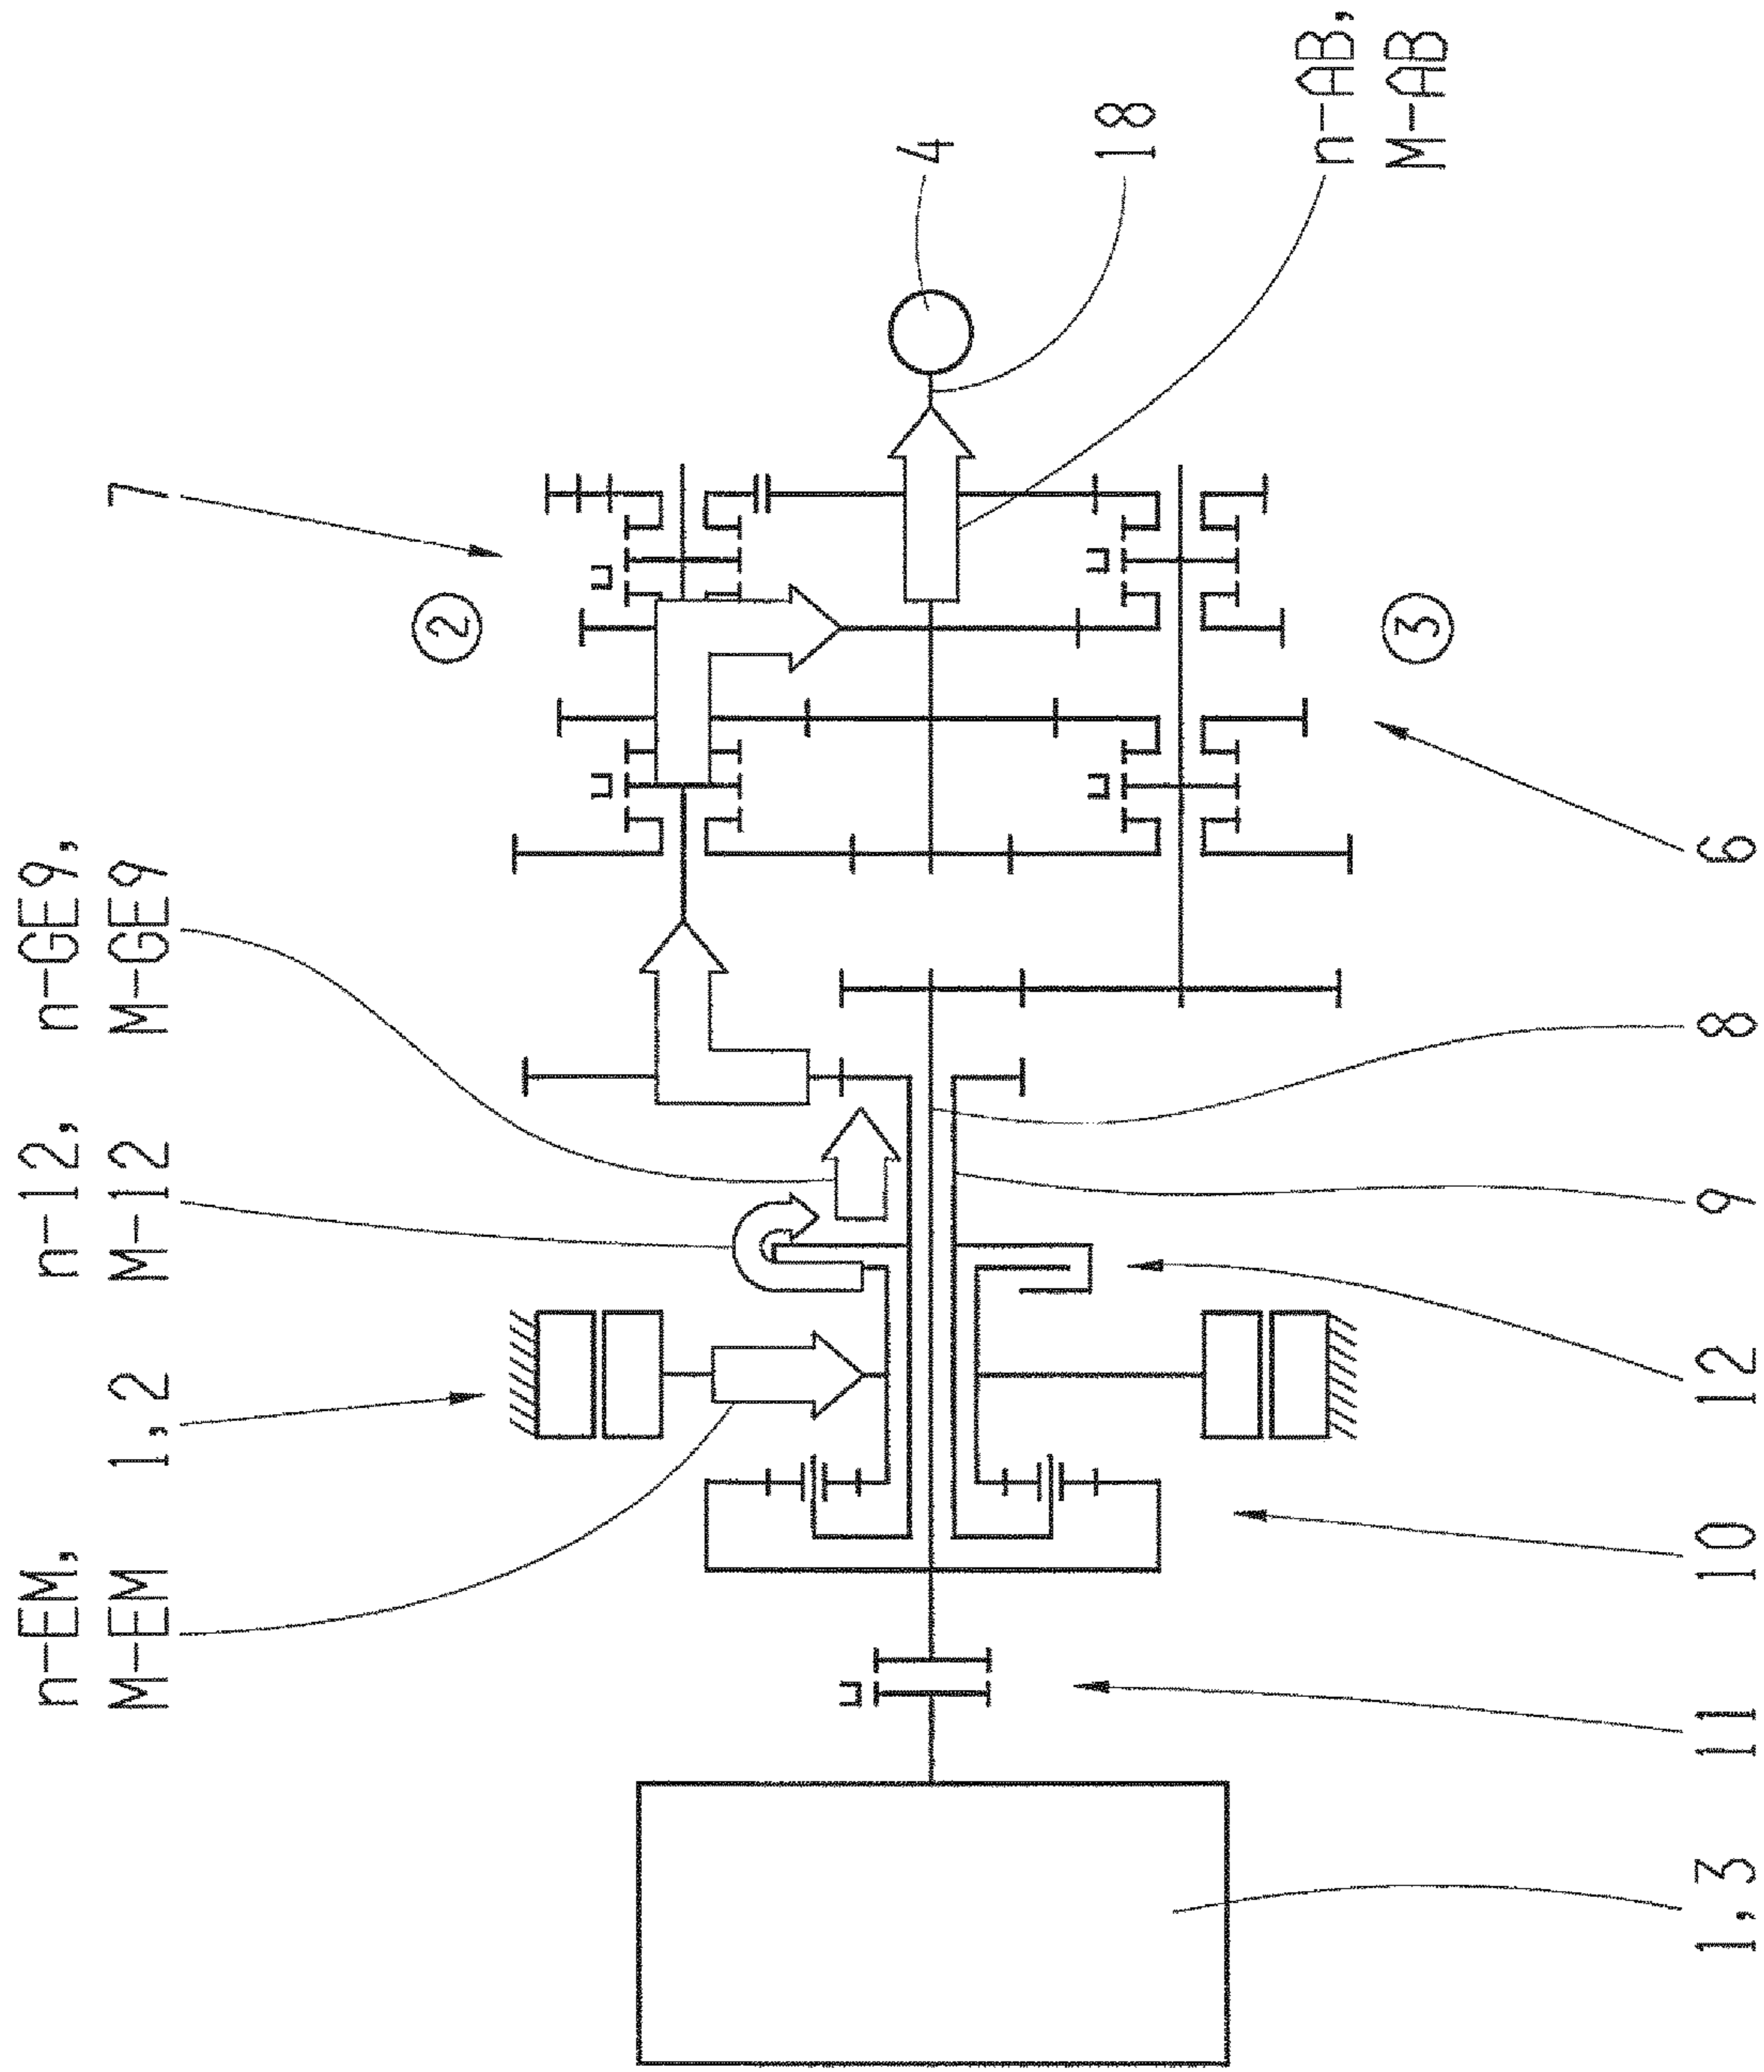 n-EM,
M-EM
1,2
n-12,
M-12
n-GE9,
M-GE9
7
2
4
18
n-AB,
M-AB
3
1,3
11
10
12
9
8
6